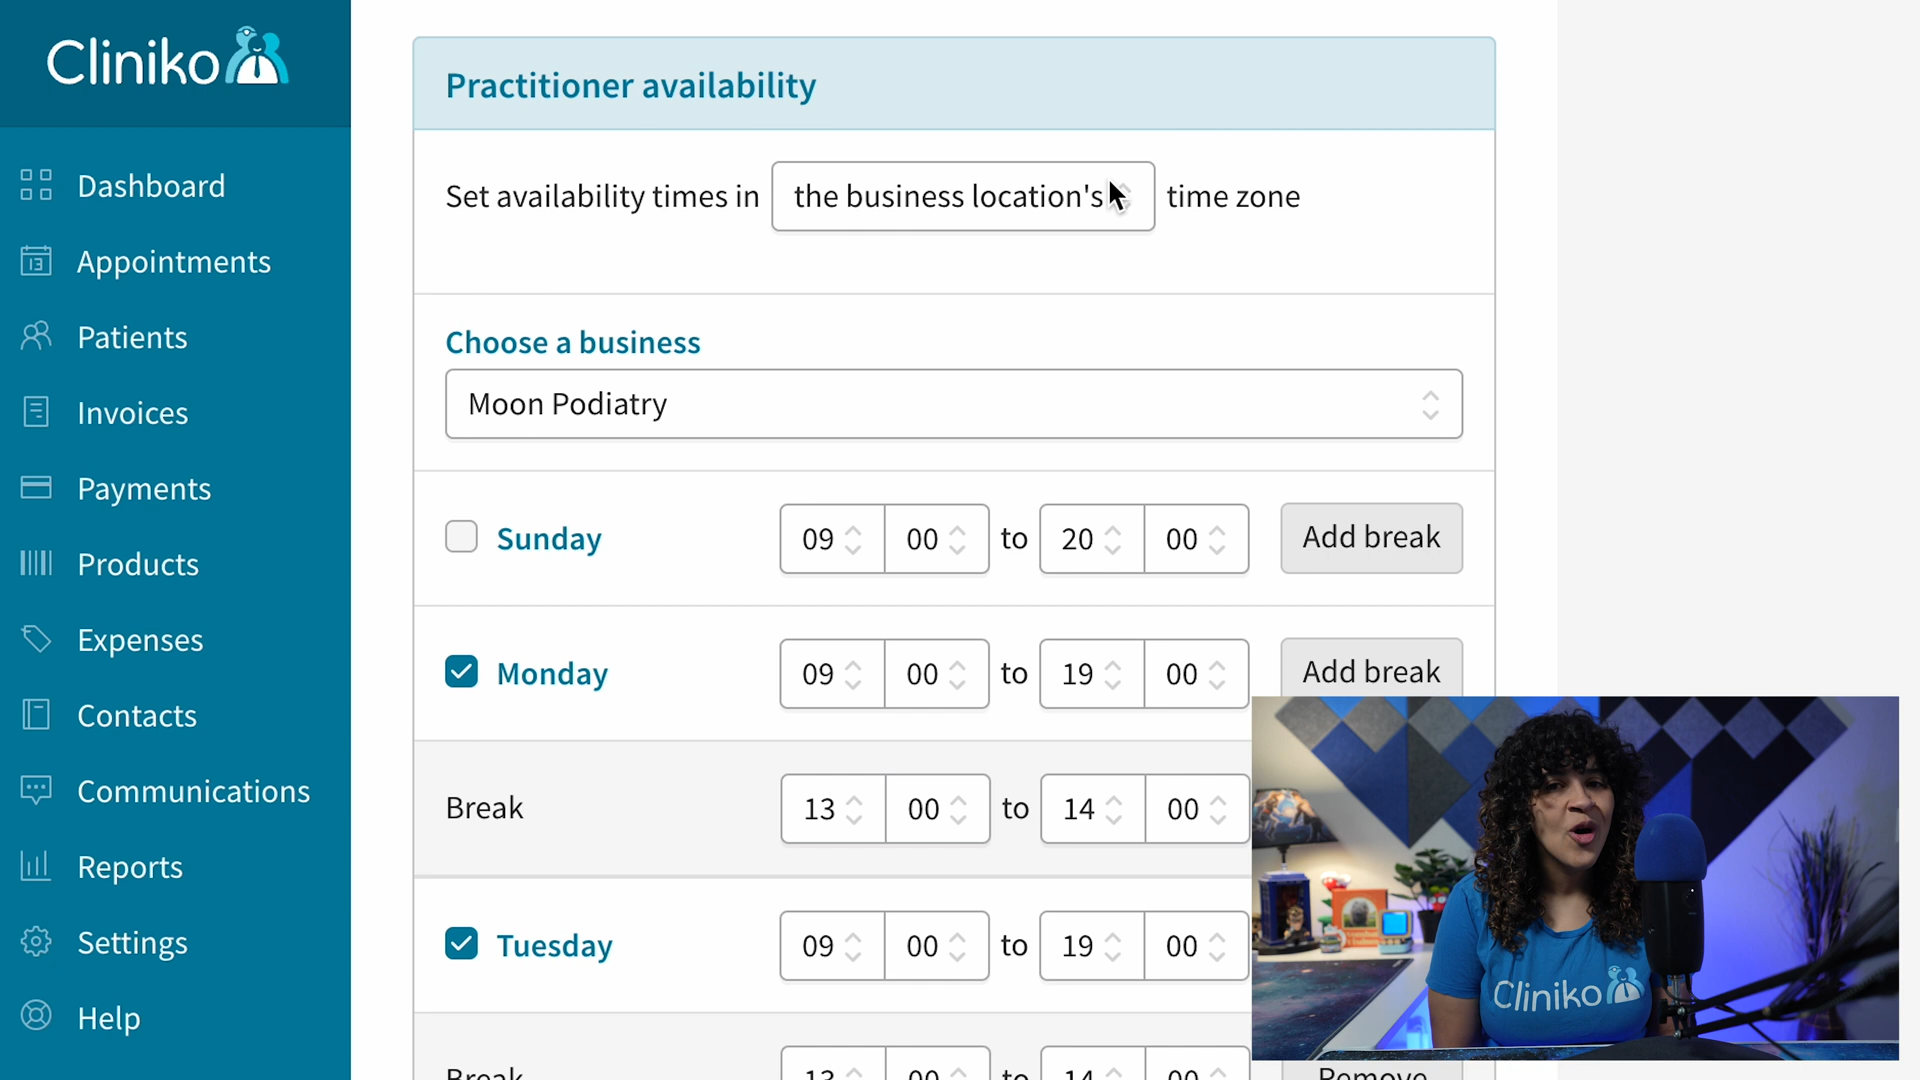 Cliniko
Dashboard
Appointments
Patients
Invoices
Payments
Products
Expenses
Contacts
Communications
Reports
Settings
Help
Practitioner availability
Set availability times in the business location's time zone
Choose a business
Moon Podiatry
Sunday 09 00 to 20 00 Add break
Monday 09 00 to 19 00 Add break
Break 13 00 to 14 00
Tuesday 09 00 to 19 00
Break 13 00 to 14 00 Remove
13
Cliniko